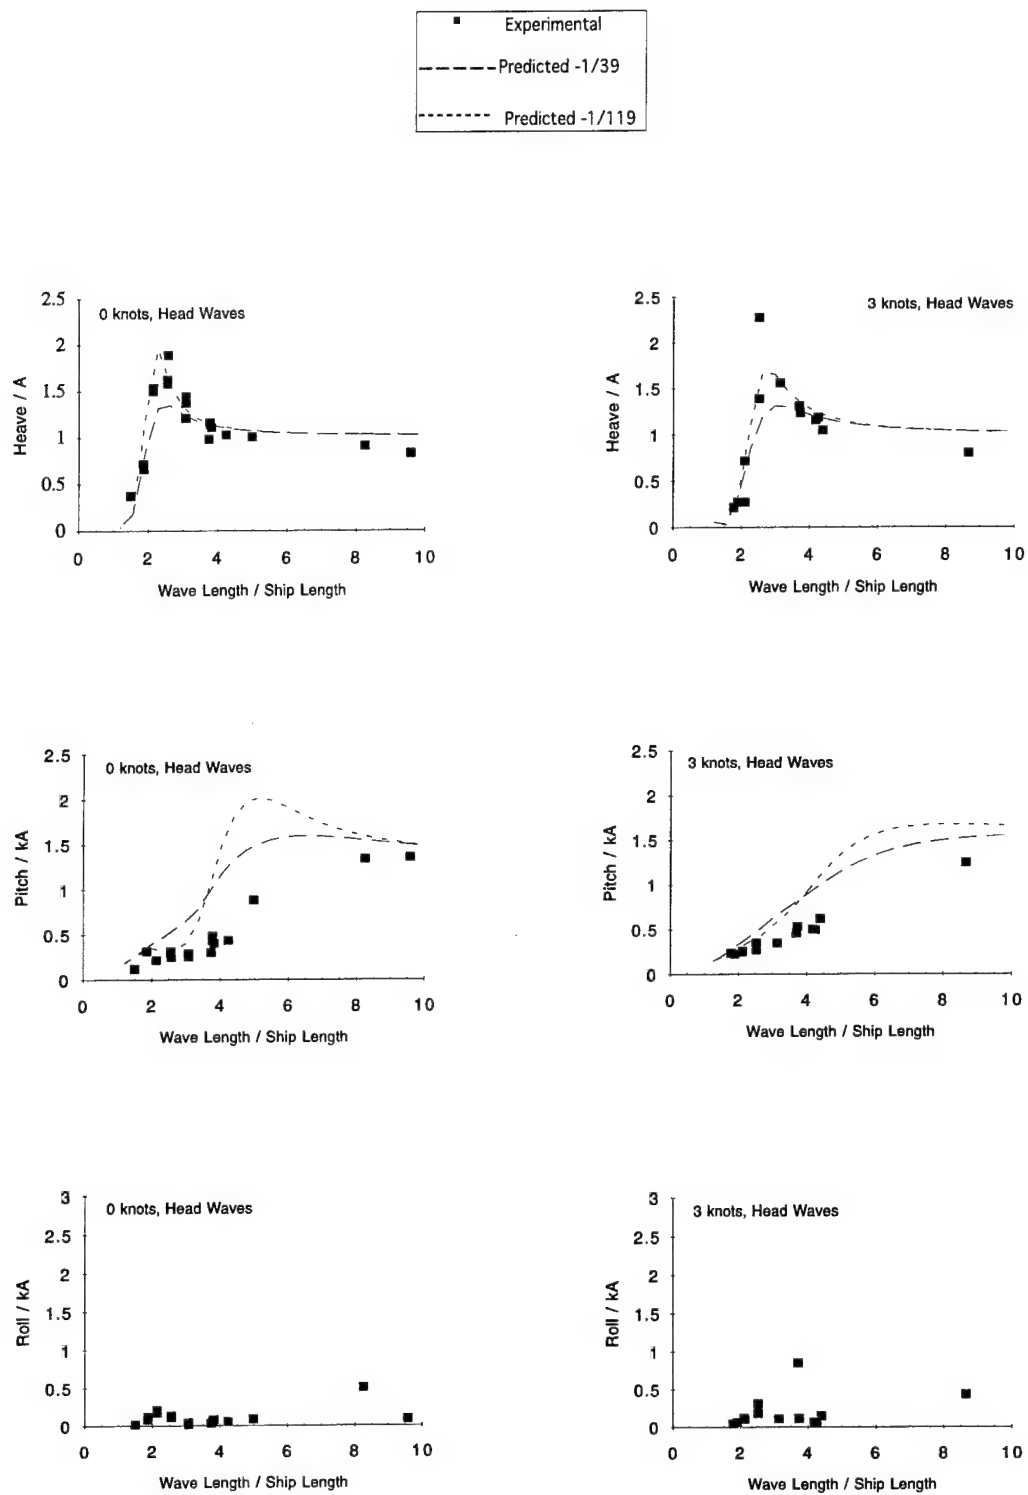 Experimental
Predicted -1/39
Predicted -1/119
2.5
2
1.5
1
0.5
0
0 knots, Head Waves
Heave / A
0 2 4 6 8 10
Wave Length / Ship Length
2.5
2
1.5
1
0.5
0
3 knots, Head Waves
Heave / A
0 2 4 6 8 10
Wave Length / Ship Length
2.5
2
1.5
1
0.5
0
0 knots, Head Waves
Pitch / kA
0 2 4 6 8 10
Wave Length / Ship Length
2.5
2
1.5
1
0.5
0
3 knots, Head Waves
Pitch / kA
0 2 4 6 8 10
Wave Length / Ship Length
3
2.5
2
1.5
1
0.5
0
0 knots, Head Waves
Roll / kA
0 2 4 6 8 10
Wave Length / Ship Length
3
2.5
2
1.5
1
0.5
0
3 knots, Head Waves
Roll / kA
0 2 4 6 8 10
Wave Length / Ship Length